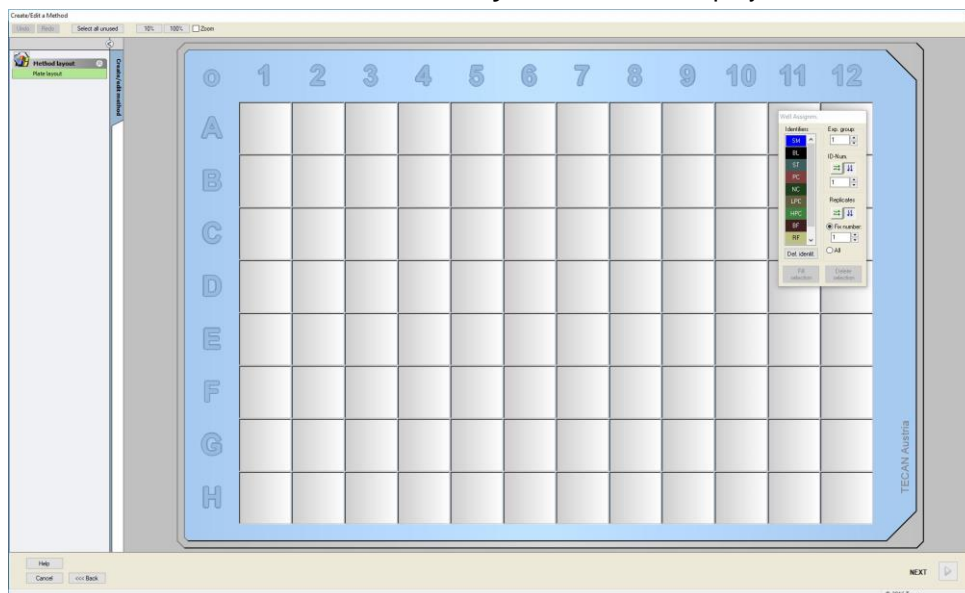 Create/Edit a Method
Undo Redo Select all unused 70% 100% Zoom
Method layout
Plate layout
Create/edit method
o 1 2 3 4 5 6 7 8 9 10 11 12
A
B
C
D
E
F
G
H
Well Assignm.
Identifiers:
SM
BL
ST
PC
NC
LPC
HPC
BF
RF
Def. identif.
Exp. group:
1
ID-Num.
1
Replicates
Fix number:
1
All
Fill selection
Delete selection
TECAN Austria
Help
Cancel <<< Back
NEXT